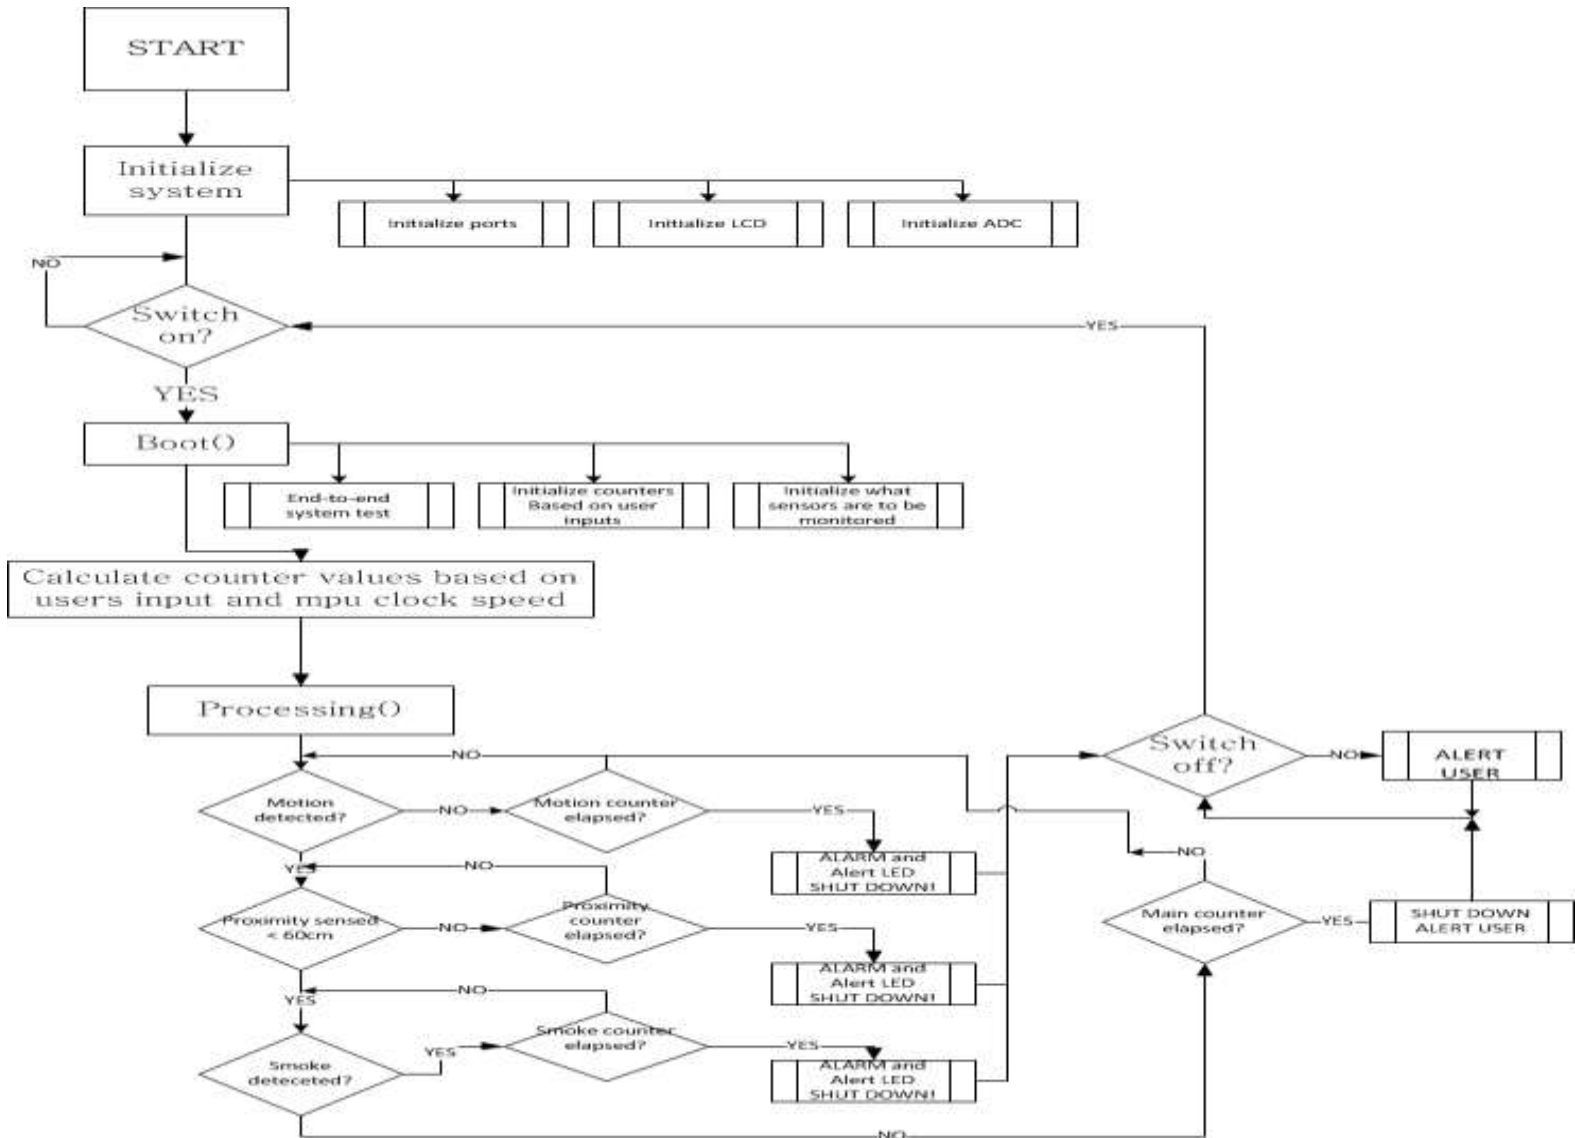 START
Initialize
system
Initialize ports
Initialize LCD
Initialize ADC
NO
Switch
on?
YES
YES
Boot()
End-to-end
system test
Initialize counters
Based on user
inputs
Initialize what
sensors are to be
monitored
Calculate counter values based on
users input and mpu clock speed
Processing()
NO
Switch
off?
NO
ALERT
USER
Motion
detected?
NO
Motion counter
elapsed?
YES
ALARM and
Alert LED
SHUT DOWN!
NO
YES
NO
Proximity sensed
< 60cm
NO
Proximity
counter
elapsed?
YES
Main counter
elapsed?
YES
SHUT DOWN
ALERT USER
ALARM and
Alert LED
SHUT DOWN!
YES
NO
Smoke
deteceted?
YES
Smoke counter
elapsed?
YES
ALARM and
Alert LED
SHUT DOWN!
NO